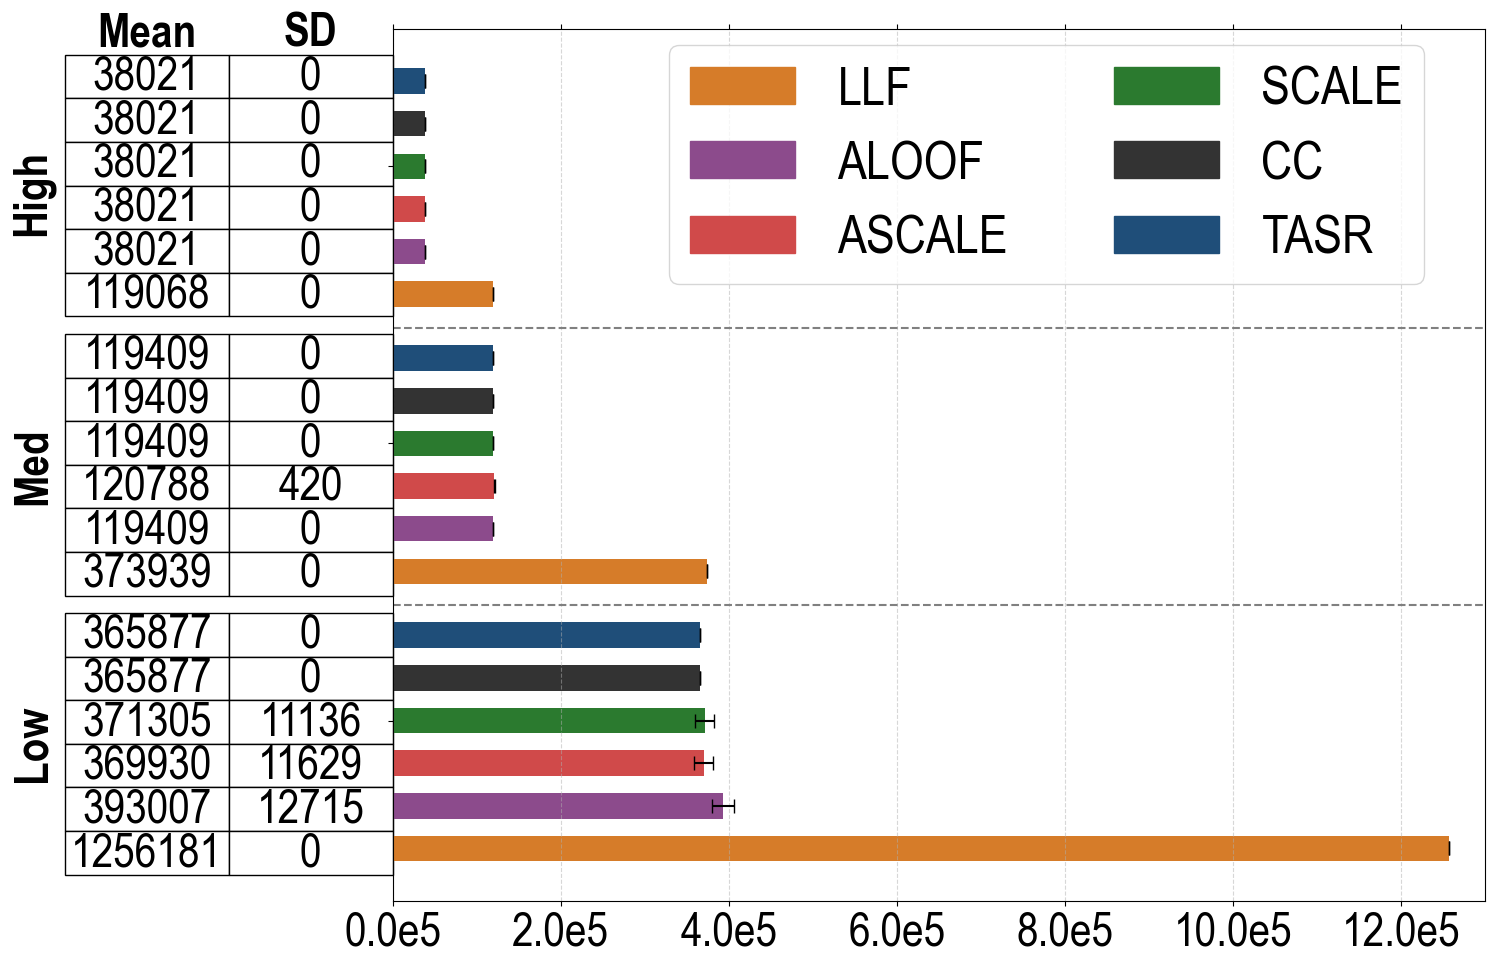 Mean SD
38021 0
38021 0
38021 0
38021 0
38021 0
119068 0
High
119409 0
119409 0
119409 0
120788 420
119409 0
373939 0
Med
365877 0
365877 0
371305 11136
369930 11629
393007 12715
1256181 0
Low
LLF
ALOOF
ASCALE
SCALE
CC
TASR
0.0e5 2.0e5 4.0e5 6.0e5 8.0e5 10.0e5 12.0e5